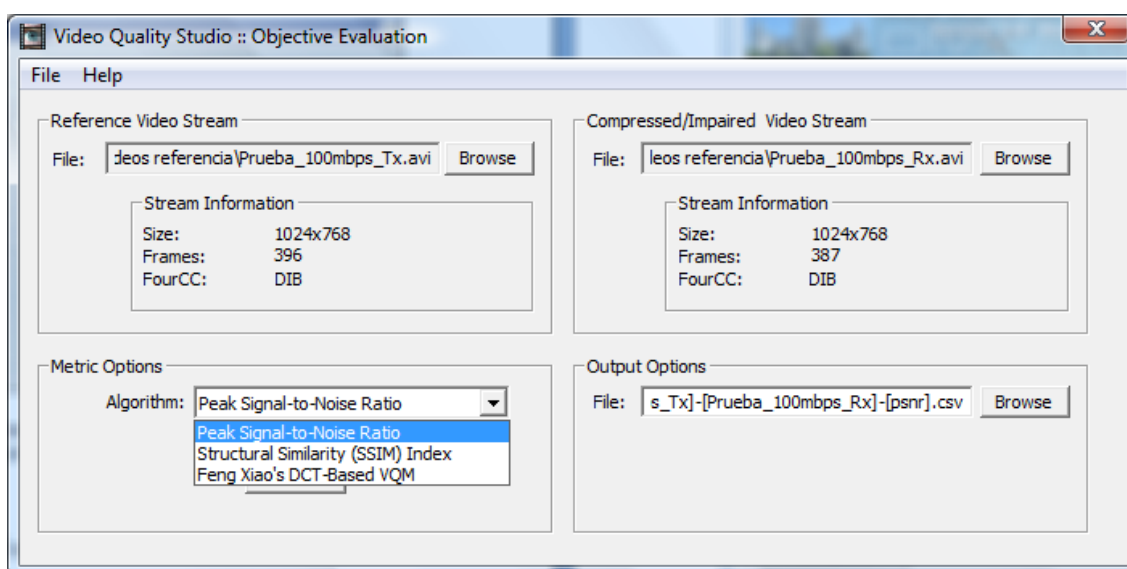 Video Quality Studio :: Objective Evaluation
File Help
Reference Video Stream
File: deos referencia\Prueba_100mbps_Tx.avi Browse
Stream Information
Size: 1024x768
Frames: 396
FourCC: DIB
Compressed/Impaired Video Stream
File: leos referencia\Prueba_100mbps_Rx.avi Browse
Stream Information
Size: 1024x768
Frames: 387
FourCC: DIB
Metric Options
Algorithm: Peak Signal-to-Noise Ratio
Peak Signal-to-Noise Ratio
Structural Similarity (SSIM) Index
Feng Xiao's DCT-Based VQM
Output Options
File: s_Tx]-[Prueba_100mbps_Rx]-[psnr].csv Browse